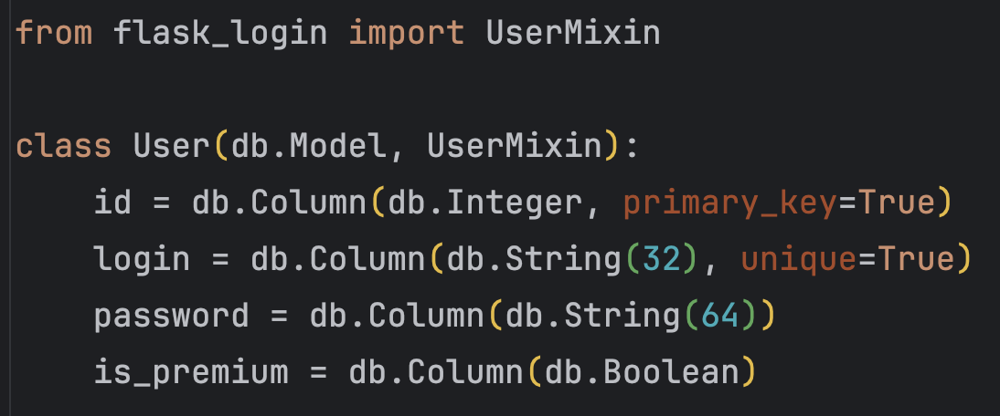 from flask_login import UserMixin
class User(db.Model, UserMixin):
    id = db.Column(db.Integer, primary_key=True)
    login = db.Column(db.String(32), unique=True)
    password = db.Column(db.String(64))
    is_premium = db.Column(db.Boolean)